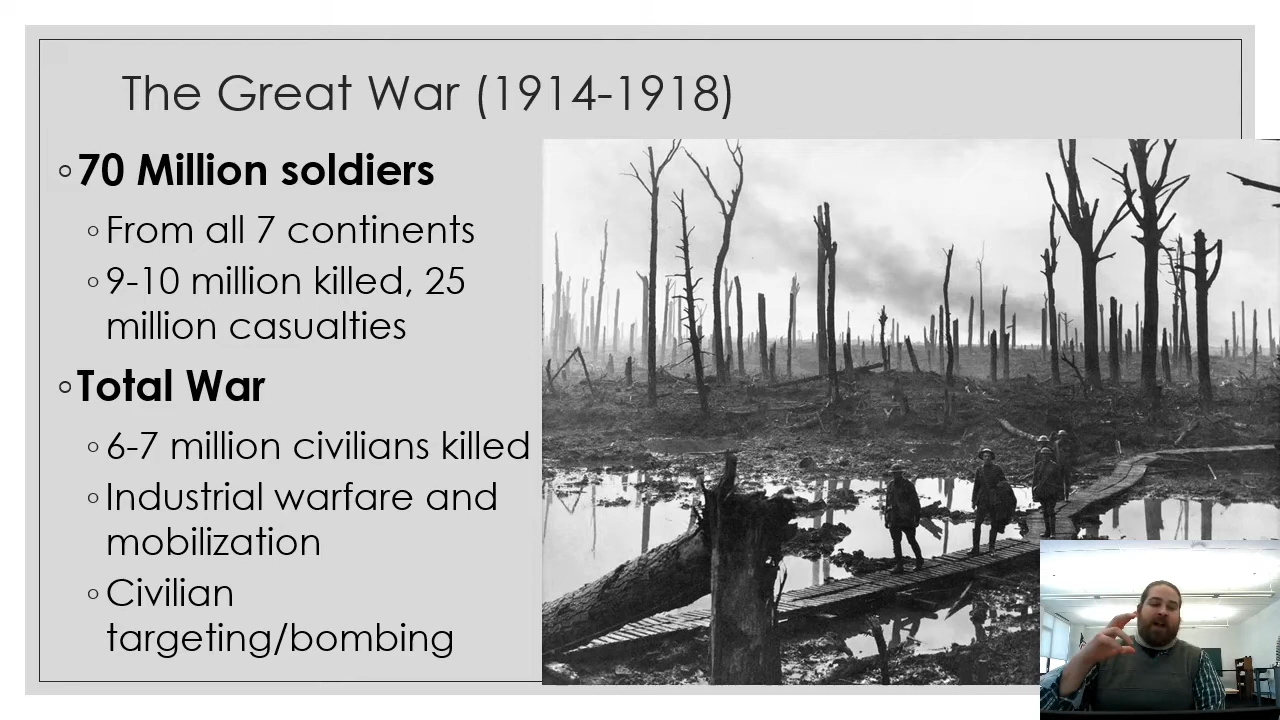 The Great War (1914-1918)
◦70 Million soldiers
◦From all 7 continents
◦9-10 million killed, 25
million casualties
◦Total War
◦6-7 million civilians killed
◦Industrial warfare and
mobilization
◦Civilian
targeting/bombing